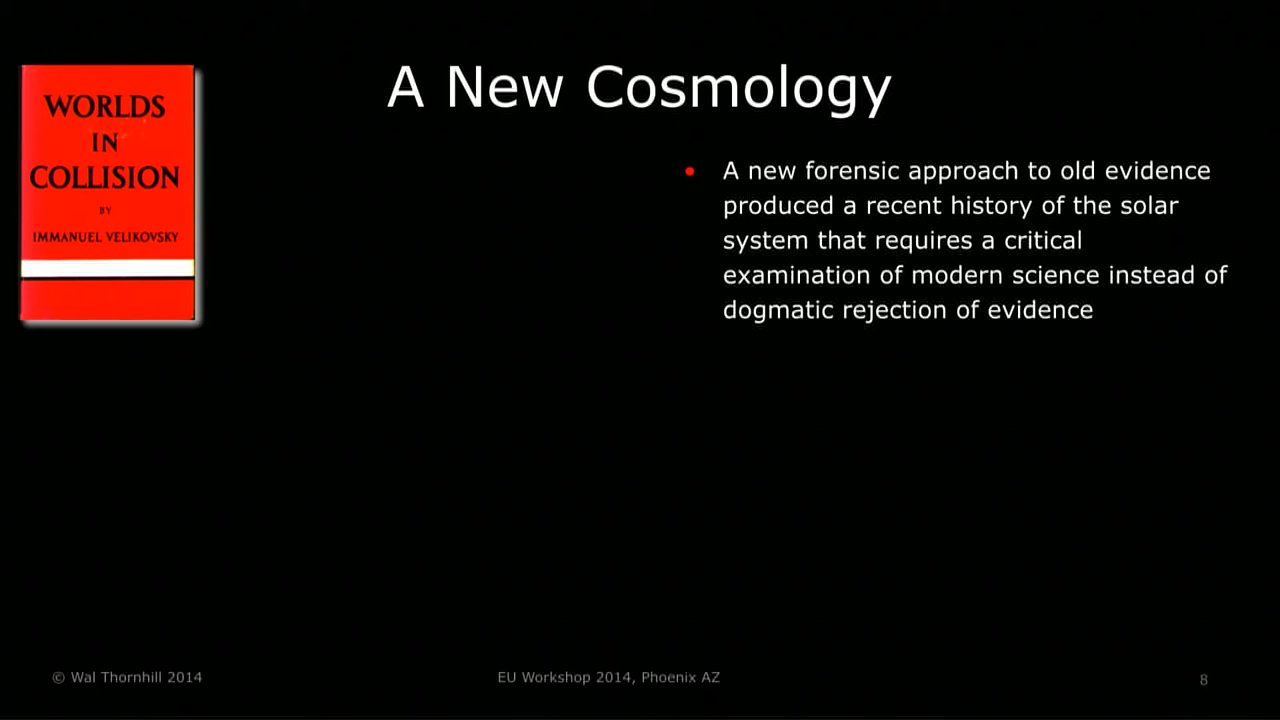 A New Cosmology
WORLDS
IN
COLLISION
BY
IMMANUEL VELIKOVSKY
A new forensic approach to old evidence
produced a recent history of the solar
system that requires a critical
examination of modern science instead of
dogmatic rejection of evidence
© Wal Thornhill 2014
EU Workshop 2014, Phoenix AZ
8